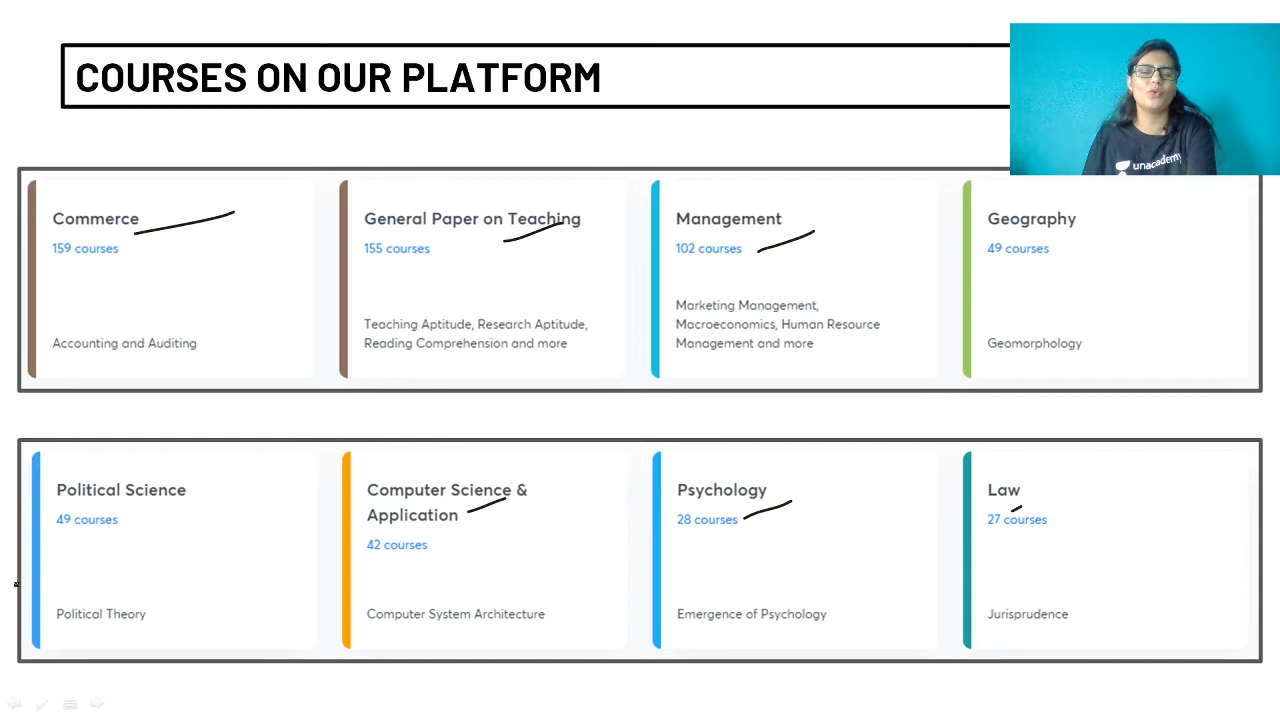 COURSES ON OUR PLATFORM
unacademy
Commerce
159 courses
Accounting and Auditing
General Paper on Teaching
155 courses
Teaching Aptitude, Research Aptitude,
Reading Comprehension and more
Management
102 courses
Marketing Management,
Macroeconomics, Human Resource
Management and more
Geography
49 courses
Geomorphology
Political Science
49 courses
Political Theory
Computer Science &
Application
42 courses
Computer System Architecture
Psychology
28 courses
Emergence of Psychology
Law
27 courses
Jurisprudence